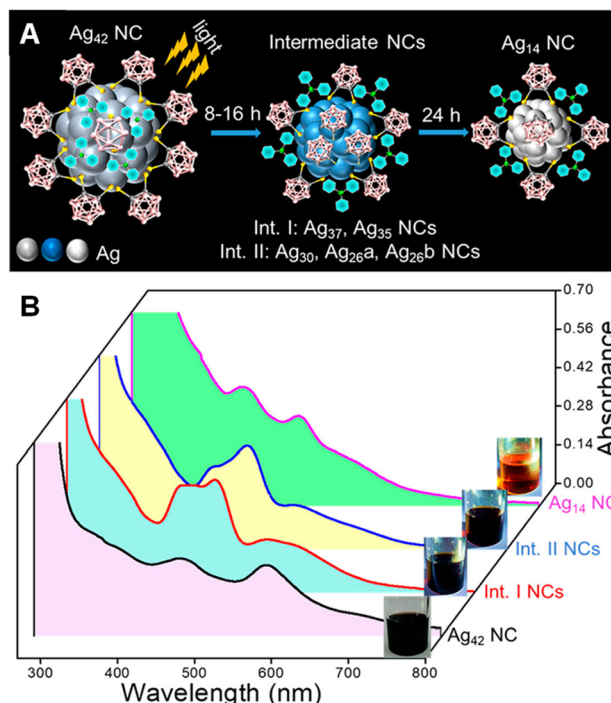 A
Ag42 NC
light
Intermediate NCs
Ag14 NC
8-16 h
24 h
Int. I: Ag37, Ag35 NCs
Int. II: Ag30, Ag26a, Ag26b NCs
Ag
B
0.70
0.56
0.42
0.28
0.14
0.00
Absorbance
Ag14 NC
Int. II NCs
Int. I NCs
Ag42 NC
300 400 500 600 700 800
Wavelength (nm)